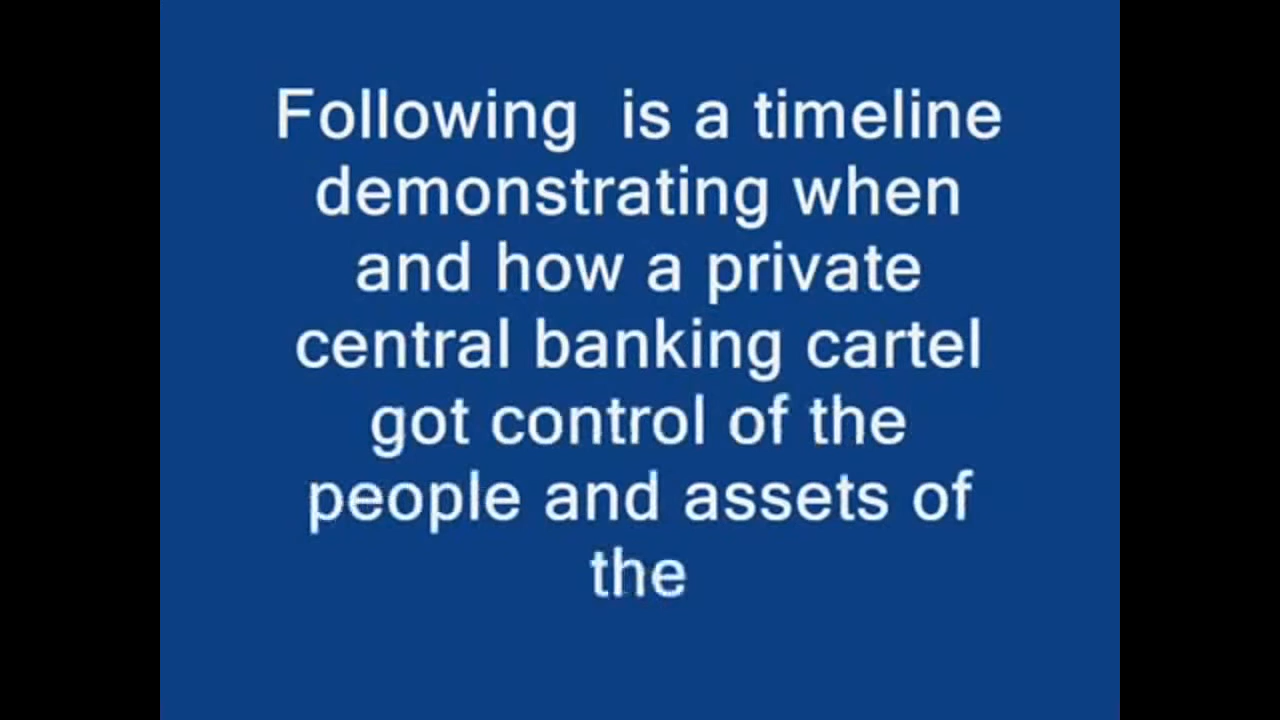 Following  is a timeline
demonstrating when
and how a private
central banking cartel
got control of the
people and assets of
the